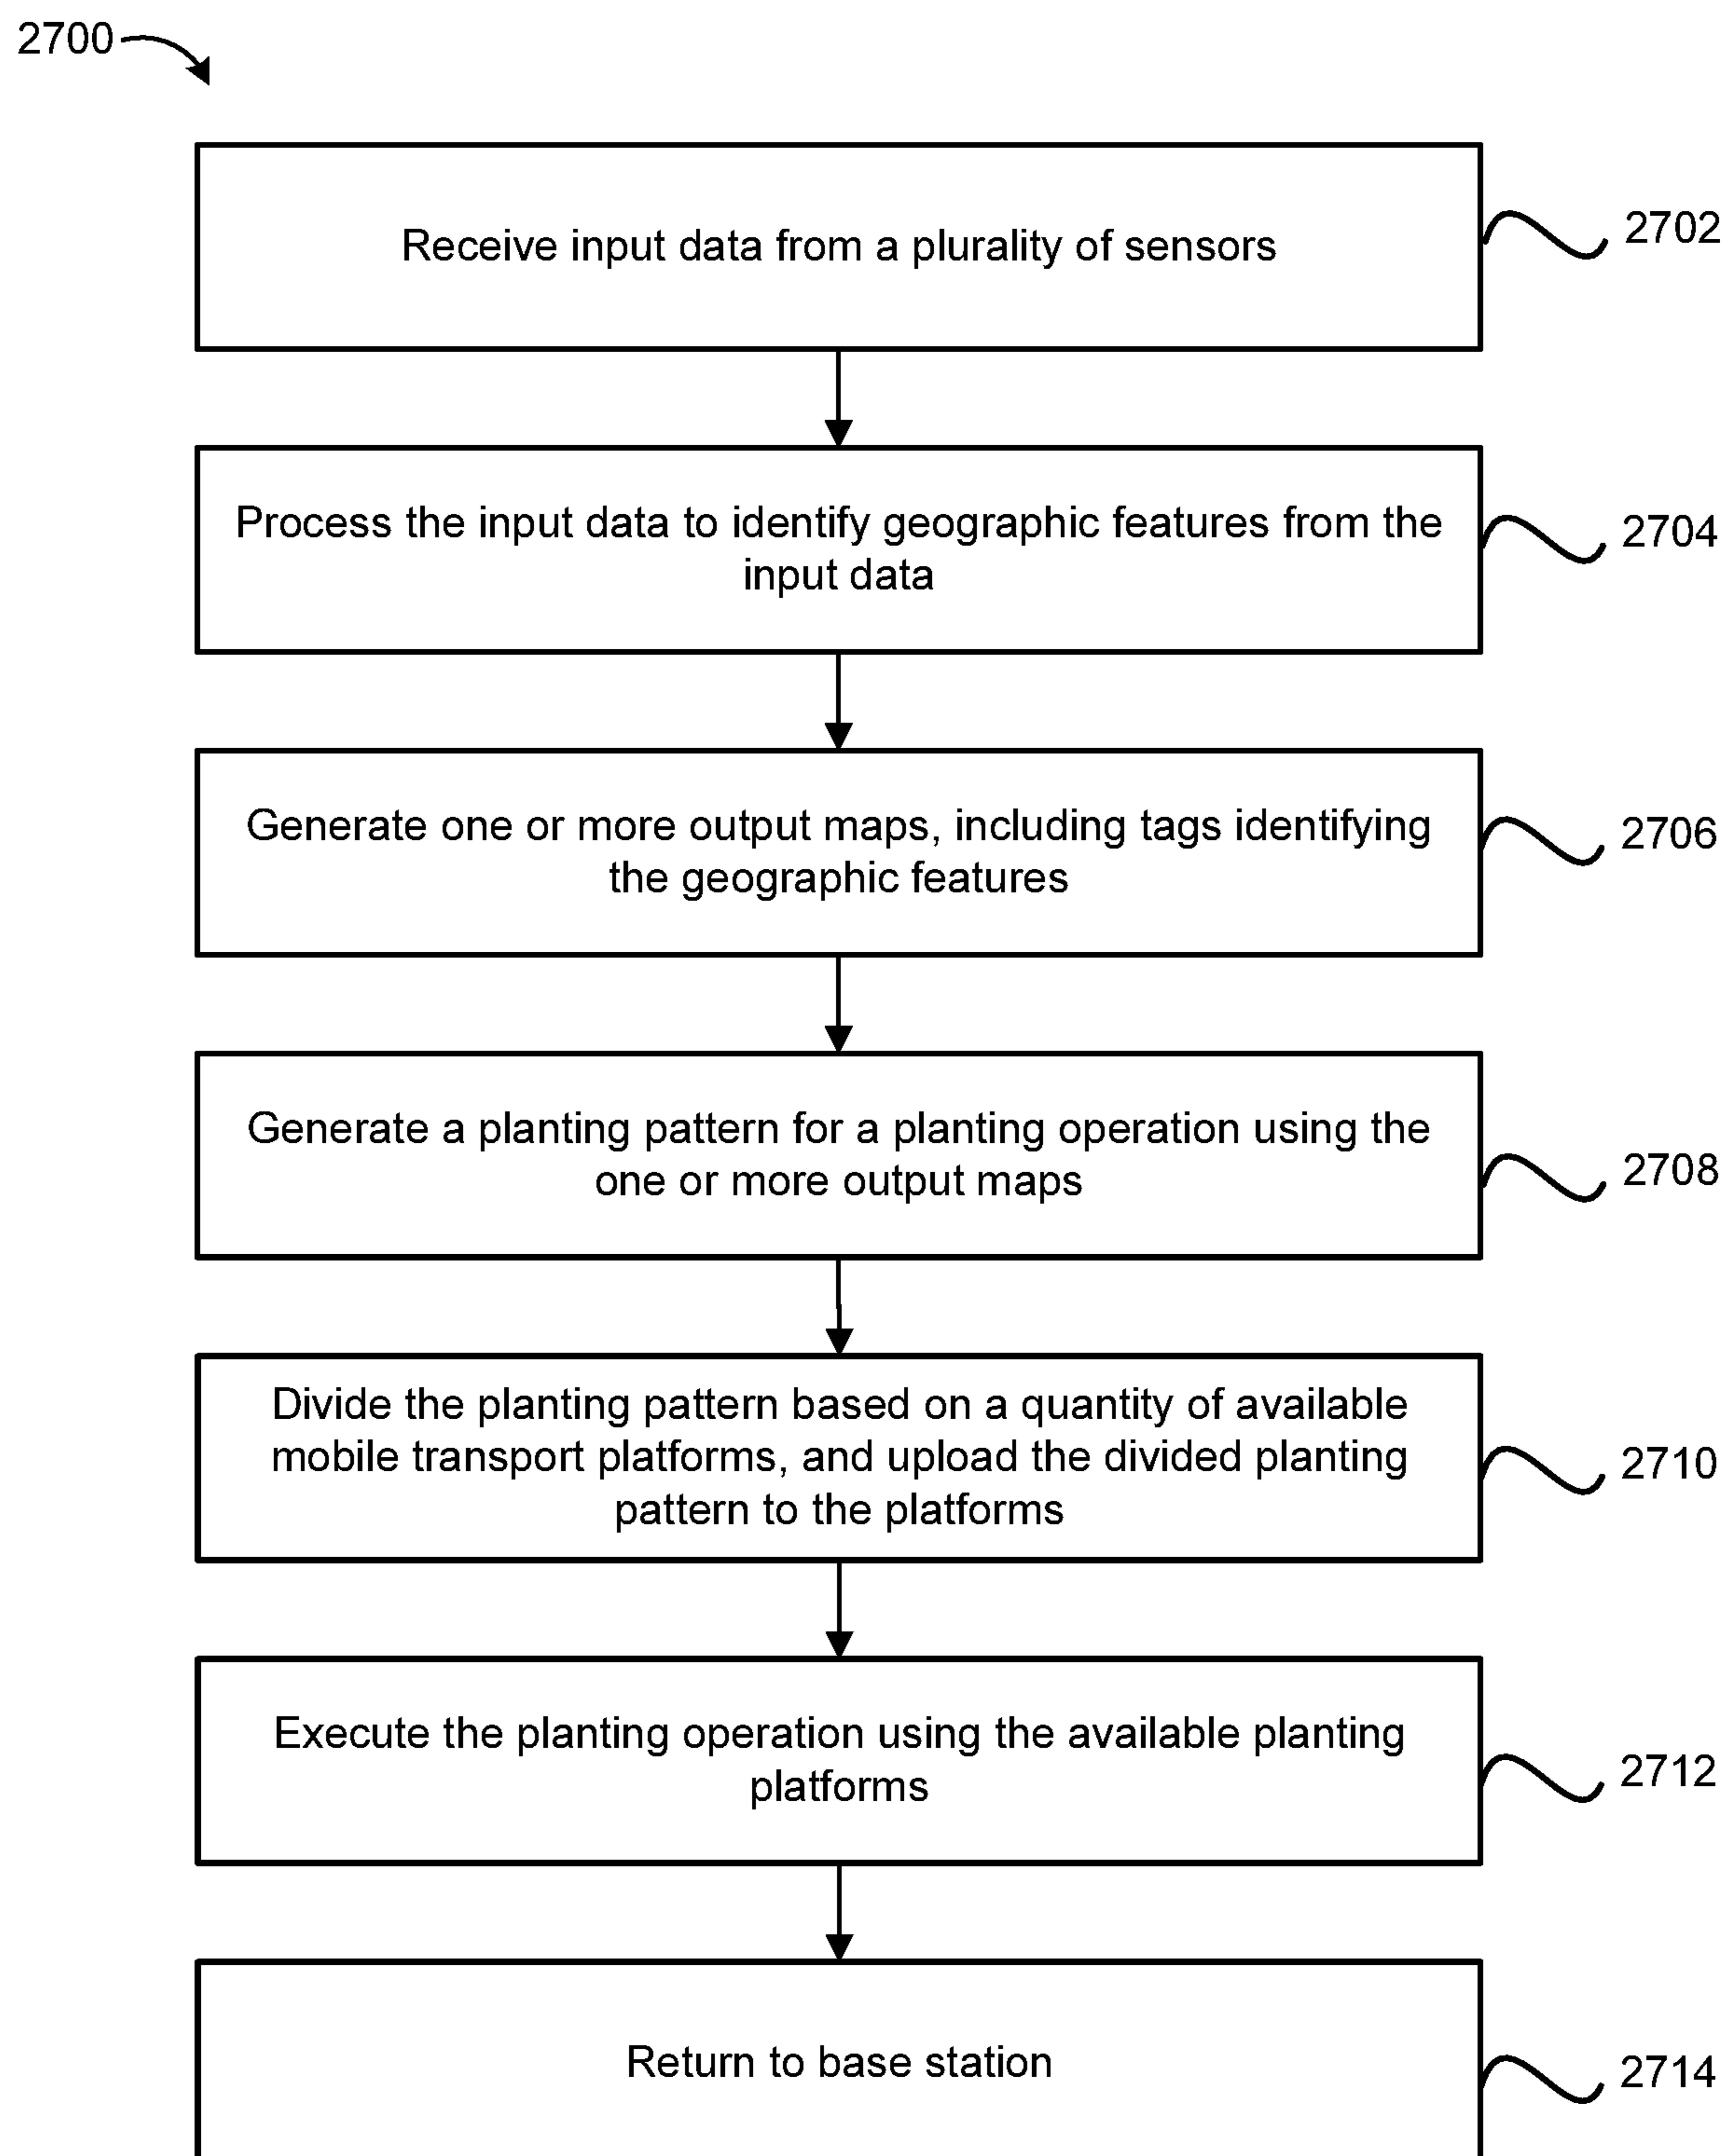 2700
Receive input data from a plurality of sensors
2702
Process the input data to identify geographic features from the
input data
2704
Generate one or more output maps, including tags identifying
the geographic features
2706
Generate a planting pattern for a planting operation using the
one or more output maps
2708
Divide the planting pattern based on a quantity of available
mobile transport platforms, and upload the divided planting
pattern to the platforms
2710
Execute the planting operation using the available planting
platforms
2712
Return to base station
2714